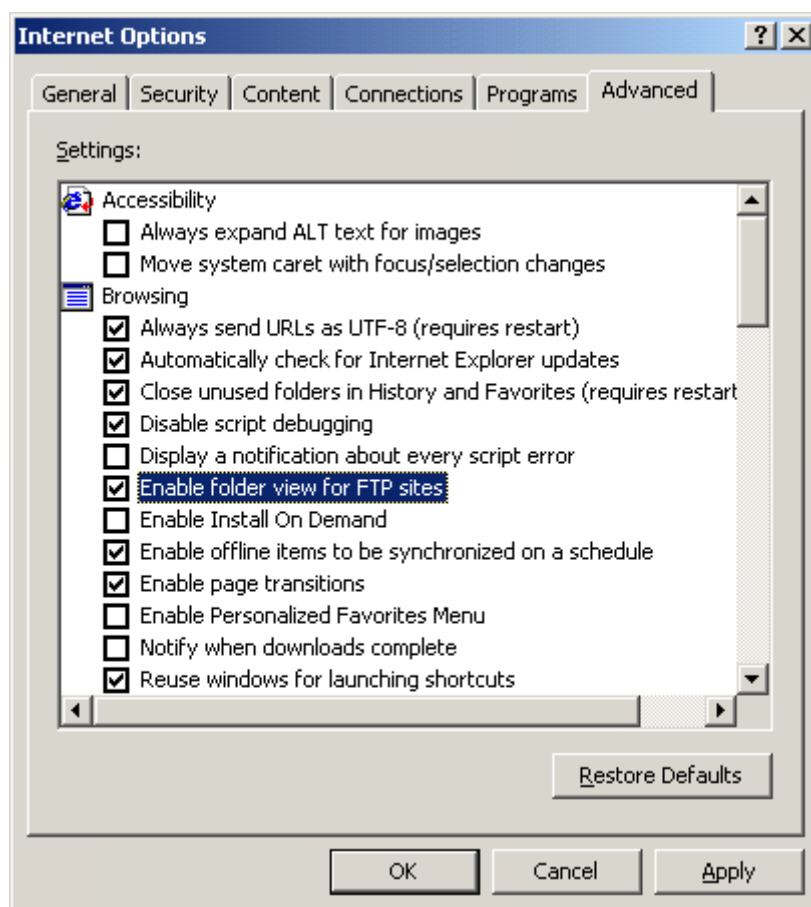 Internet Options
General Security Content Connections Programs Advanced
Settings:
Accessibility
Always expand ALT text for images
Move system caret with focus/selection changes
Browsing
Always send URLs as UTF-8 (requires restart)
Automatically check for Internet Explorer updates
Close unused folders in History and Favorites (requires restart
Disable script debugging
Display a notification about every script error
Enable folder view for FTP sites
Enable Install On Demand
Enable offline items to be synchronized on a schedule
Enable page transitions
Enable Personalized Favorites Menu
Notify when downloads complete
Reuse windows for launching shortcuts
Restore Defaults
OK Cancel Apply